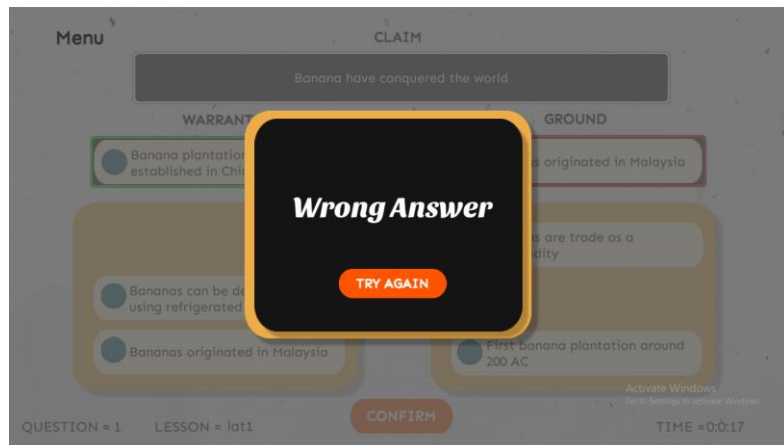 Menu
CLAIM
Banana have conquered the world
WARRANT
GROUND
Banana plantation
established in Chi
s originated in Malaysia
Wrong Answer
TRY AGAIN
s are trade as a
dity
Bananas can be de
using refrigerated
Bananas originated in Malaysia
First banana plantation around
200 AC
Activate Windows
Go to Settings to activate Windows.
CONFIRM
QUESTION = 1
LESSON = lat1
TIME =0:0:17